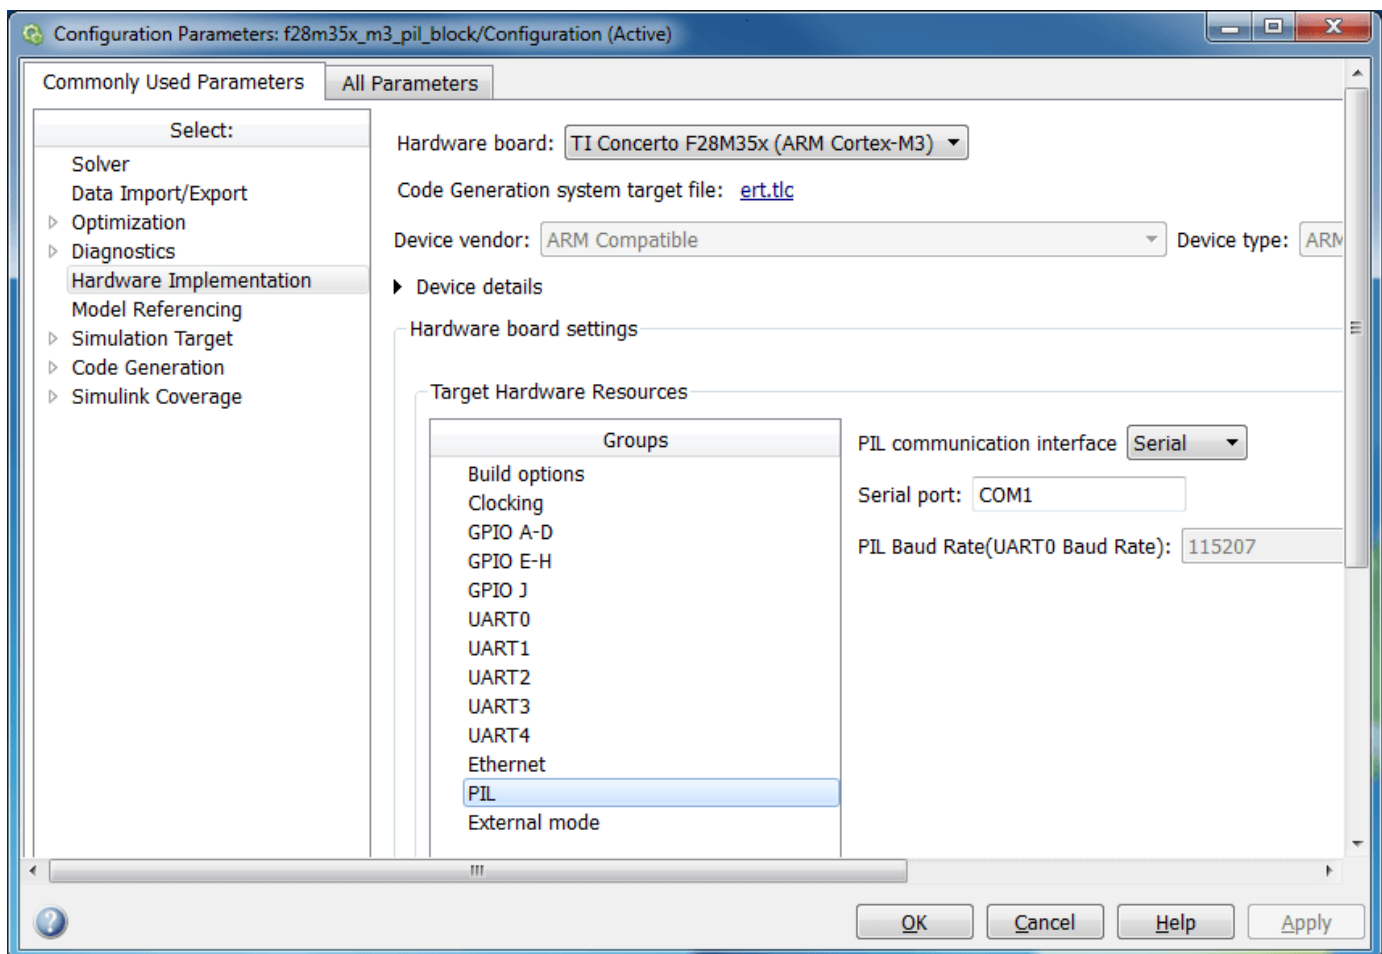 Configuration Parameters: f28m35x_m3_pil_block/Configuration (Active)
Commonly Used Parameters
All Parameters
Select:
Solver
Data Import/Export
Optimization
Diagnostics
Hardware Implementation
Model Referencing
Simulation Target
Code Generation
Simulink Coverage
Hardware board: TI Concerto F28M35x (ARM Cortex-M3)
Code Generation system target file: ert.tlc
Device vendor: ARM Compatible Device type: ARM
Device details
Hardware board settings
Target Hardware Resources
Groups
Build options
Clocking
GPIO A-D
GPIO E-H
GPIO J
UART0
UART1
UART2
UART3
UART4
Ethernet
PIL
External mode
PIL communication interface Serial
Serial port: COM1
PIL Baud Rate(UART0 Baud Rate): 115207
OK Cancel Help Apply